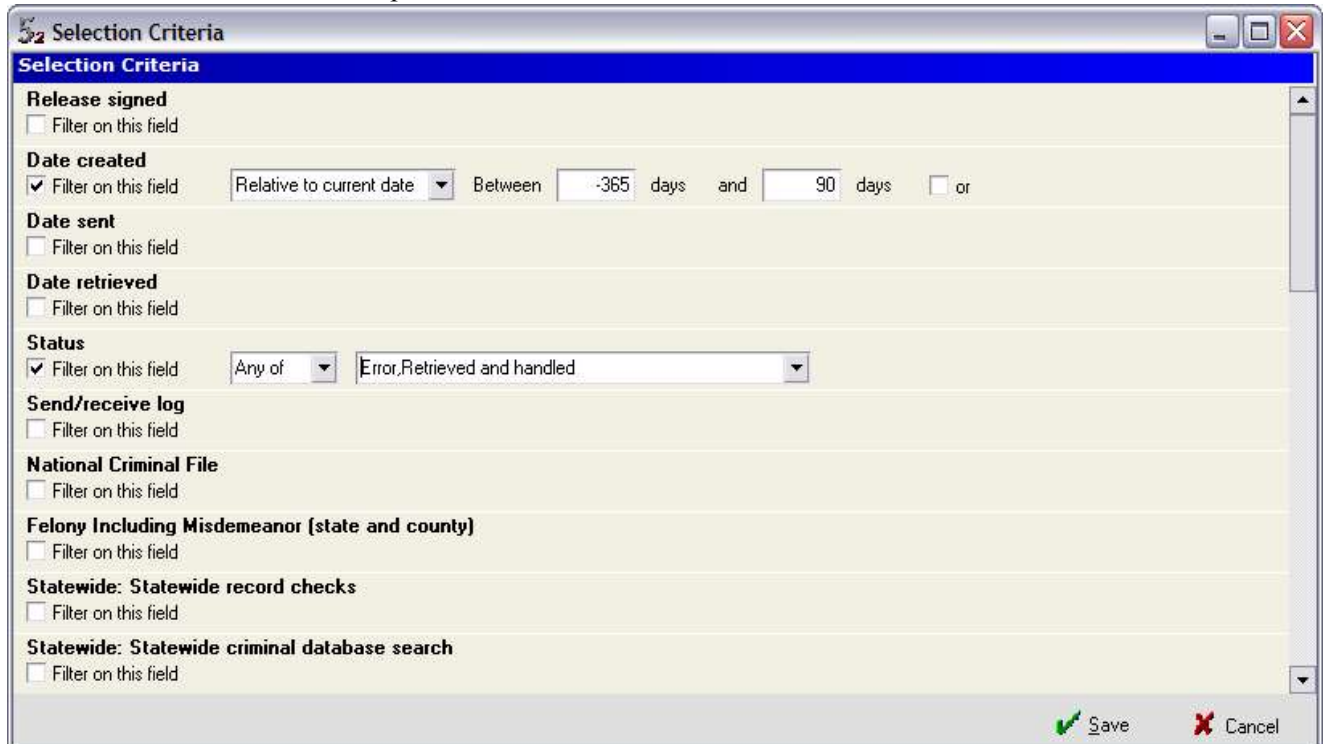 52 Selection Criteria
Selection Criteria
Release signed
Filter on this field
Date created
Filter on this field Relative to current date Between -365 days and 90 days or
Date sent
Filter on this field
Date retrieved
Filter on this field
Status
Filter on this field Any of Error,Retrieved and handled
Send/receive log
Filter on this field
National Criminal File
Filter on this field
Felony Including Misdemeanor (state and county)
Filter on this field
Statewide: Statewide record checks
Filter on this field
Statewide: Statewide criminal database search
Filter on this field
Save Cancel